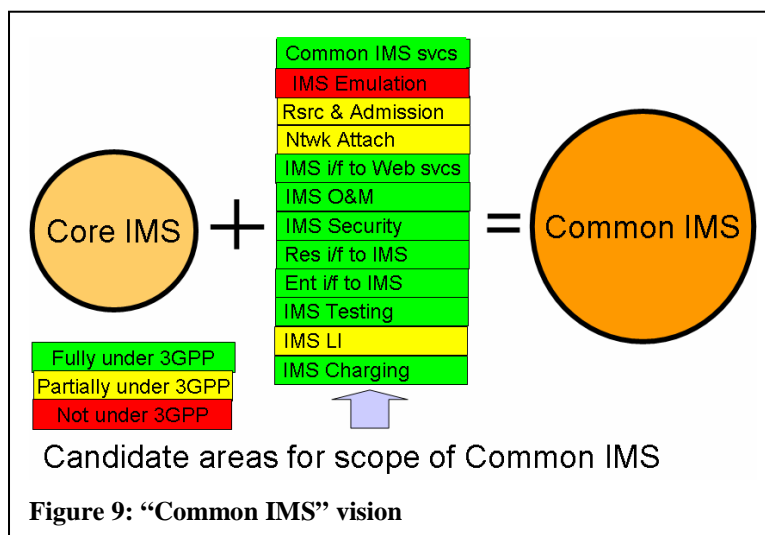 Common IMS svcs
IMS Emulation
Rsrc & Admission
Ntwk Attach
IMS i/f to Web svcs
IMS O&M
IMS Security
Res i/f to IMS
Ent i/f to IMS
IMS Testing
IMS LI
IMS Charging
Core IMS
+
=
Common IMS
Fully under 3GPP
Partially under 3GPP
Not under 3GPP
Candidate areas for scope of Common IMS
Figure 9: “Common IMS” vision